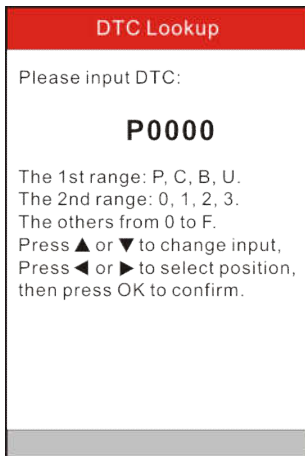 DTC Lookup
Please input DTC:
P0000
The 1st range: P, C, B, U.
The 2nd range: 0, 1, 2, 3.
The others from 0 to F.
Press ▲ or ▼ to change input,
Press ◀ or ▶ to select position,
then press OK to confirm.